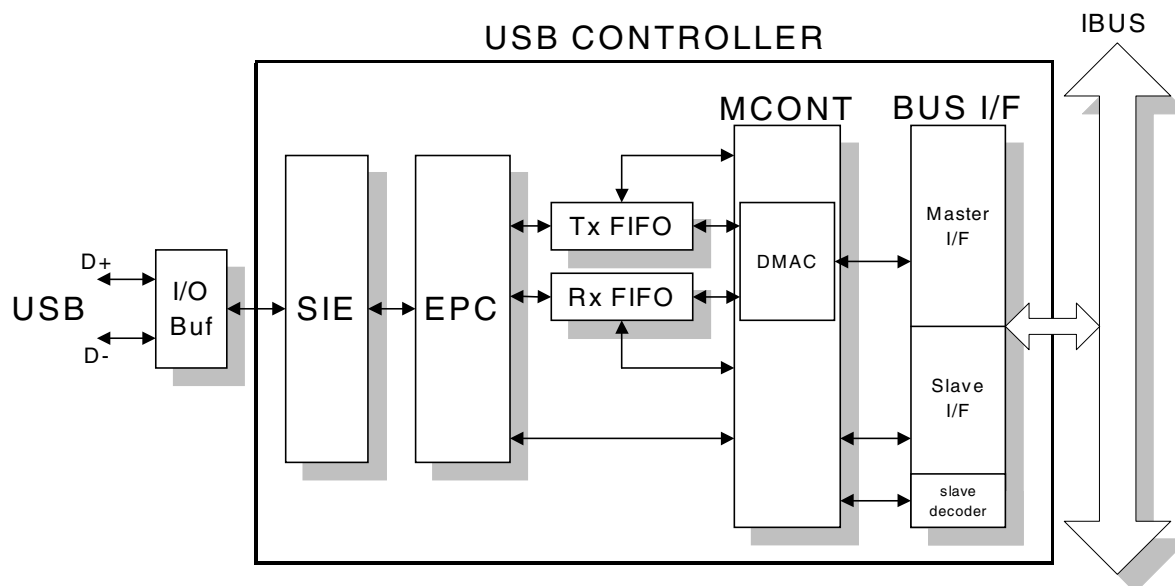 IBUS
USB CONTROLLER
MCONT
BUS I/F
Master
I/F
Tx FIFO
DMAC
D+
I/O
Buf
USB
SIE
EPC
Rx FIFO
D-
Slave
I/F
slave
decoder